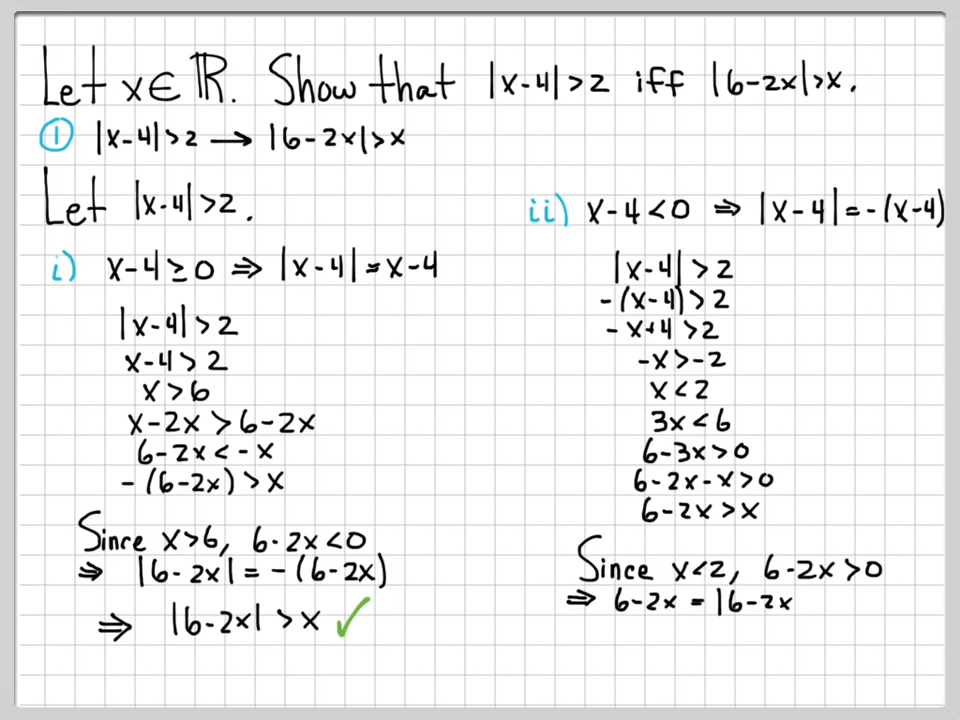 Let x∈ℝ. Show that |x-4|>2 iff |6-2x|>x.
① |x-4|>2 → |6-2x|>x
Let |x-4|>2.
i) x-4≥0 ⇒ |x-4|=x-4
|x-4|>2
x-4>2
x>6
x-2x>6-2x
6-2x<-x
-(6-2x)>x
Since x>6, 6-2x<0
⇒ |6-2x|=-(6-2x)
⇒ |6-2x|>x ✓
ii) x-4<0 ⇒ |x-4|=-(x-4)
|x-4|>2
-(x-4)>2
-x+4>2
-x>-2
x<2
3x<6
6-3x>0
6-2x-x>0
6-2x>x
Since x<2, 6-2x>0
⇒ 6-2x=|6-2x